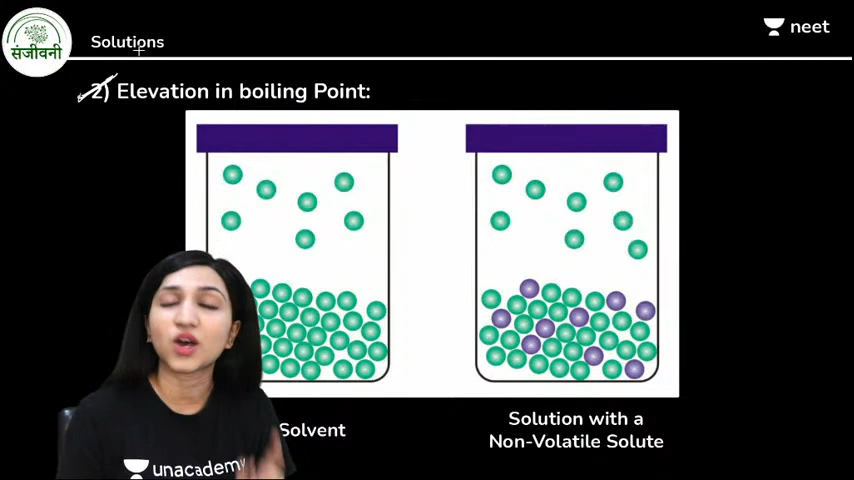 संजीवनी
Solutions
neet
2) Elevation in boiling Point:
Solvent
Solution with a
Non-Volatile Solute
unacademy